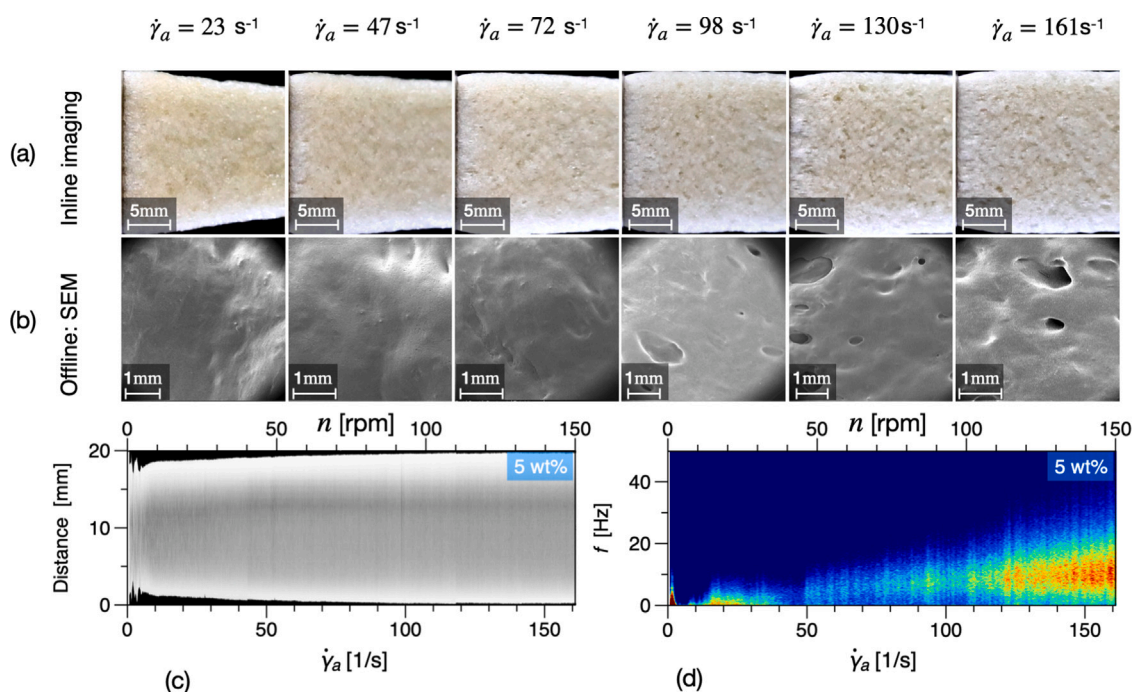 γ̇ₐ = 23 s⁻¹ γ̇ₐ = 47 s⁻¹ γ̇ₐ = 72 s⁻¹ γ̇ₐ = 98 s⁻¹ γ̇ₐ = 130 s⁻¹ γ̇ₐ = 161 s⁻¹
(a) Inline imaging
5mm 5mm 5mm 5mm 5mm 5mm
(b) Offline: SEM
1mm 1mm 1mm 1mm 1mm 1mm
n [rpm]
0 50 100 150
5 wt%
Distance [mm]
20
10
0
0 50 100 150
γ̇ₐ [1/s]
(c)
n [rpm]
0 50 100 150
5 wt%
f [Hz]
40
20
0
0 50 100 150
γ̇ₐ [1/s]
(d)